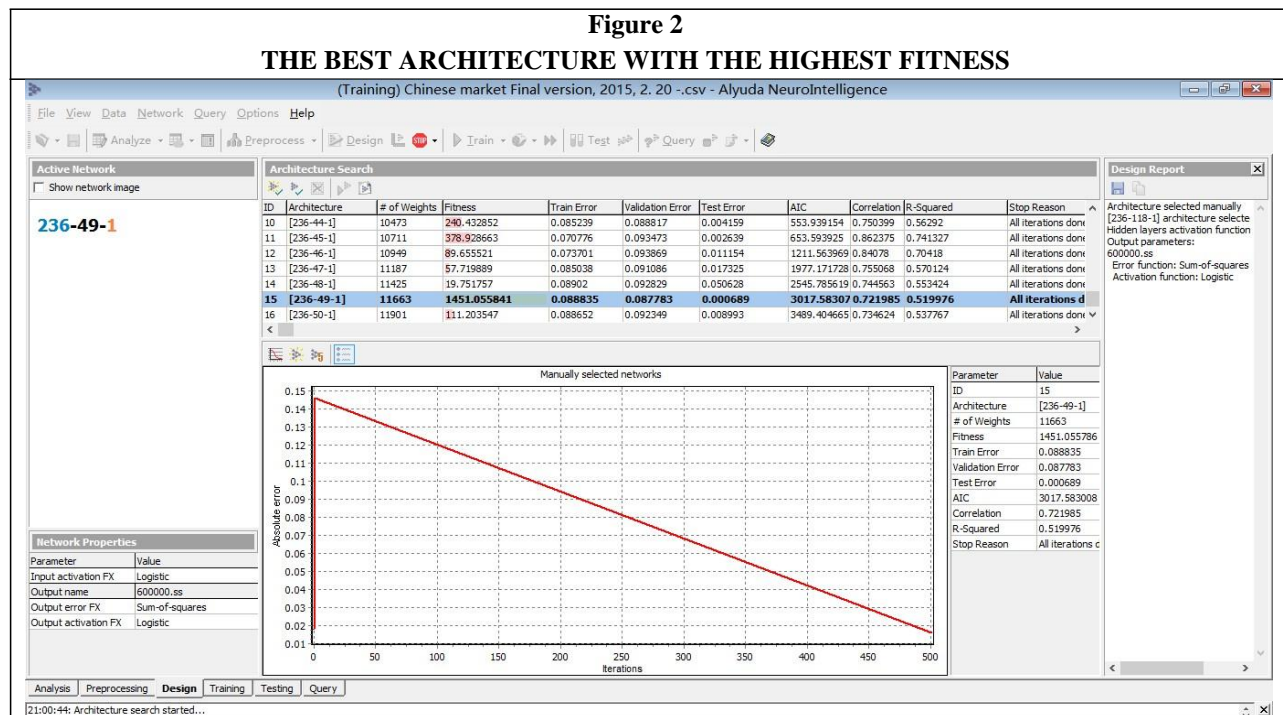 Figure 2
THE BEST ARCHITECTURE WITH THE HIGHEST FITNESS
(Training) Chinese market Final version, 2015, 2. 20 -.csv - Alyuda NeuroIntelligence
File View Data Network Query Options Help
Analyze Preprocess Design Train Test Query
Active Network
Show network image
236-49-1
Architecture Search
ID Architecture # of Weights Fitness Train Error Validation Error Test Error AIC Correlation R-Squared Stop Reason
10 [236-44-1] 10473 240.432852 0.085239 0.088817 0.004159 553.939154 0.750399 0.56292 All iterations done
11 [236-45-1] 10711 378.928663 0.070776 0.093473 0.002639 653.593925 0.862375 0.741327 All iterations done
12 [236-46-1] 10949 89.655521 0.073701 0.093869 0.011154 1211.563969 0.84078 0.70418 All iterations done
13 [236-47-1] 11187 57.719889 0.085038 0.091086 0.017325 1977.171728 0.755068 0.570124 All iterations done
14 [236-48-1] 11425 19.751757 0.08902 0.092829 0.050628 2545.785619 0.744563 0.553424 All iterations done
15 [236-49-1] 11663 1451.055841 0.088835 0.087783 0.000689 3017.58307 0.721985 0.519976 All iterations d
16 [236-50-1] 11901 111.203547 0.088652 0.092349 0.008993 3489.404665 0.734624 0.537767 All iterations done
Design Report
Architecture selected manually
[236-118-1] architecture selecte
Hidden layers activation function
Output parameters:
600000.ss
Error function: Sum-of-squares
Activation function: Logistic
Manually selected networks
Absolute error
0.15
0.14
0.13
0.12
0.11
0.1
0.09
0.08
0.07
0.06
0.05
0.04
0.03
0.02
0.01
0 50 100 150 200 250 300 350 400 450 500
Iterations
Parameter Value
ID 15
Architecture [236-49-1]
# of Weights 11663
Fitness 1451.055786
Train Error 0.088835
Validation Error 0.087783
Test Error 0.000689
AIC 3017.583008
Correlation 0.721985
R-Squared 0.519976
Stop Reason All iterations c
Network Properties
Parameter Value
Input activation FX Logistic
Output name 600000.ss
Output error FX Sum-of-squares
Output activation FX Logistic
Analysis Preprocessing Design Training Testing Query
21:00:44: Architecture search started...